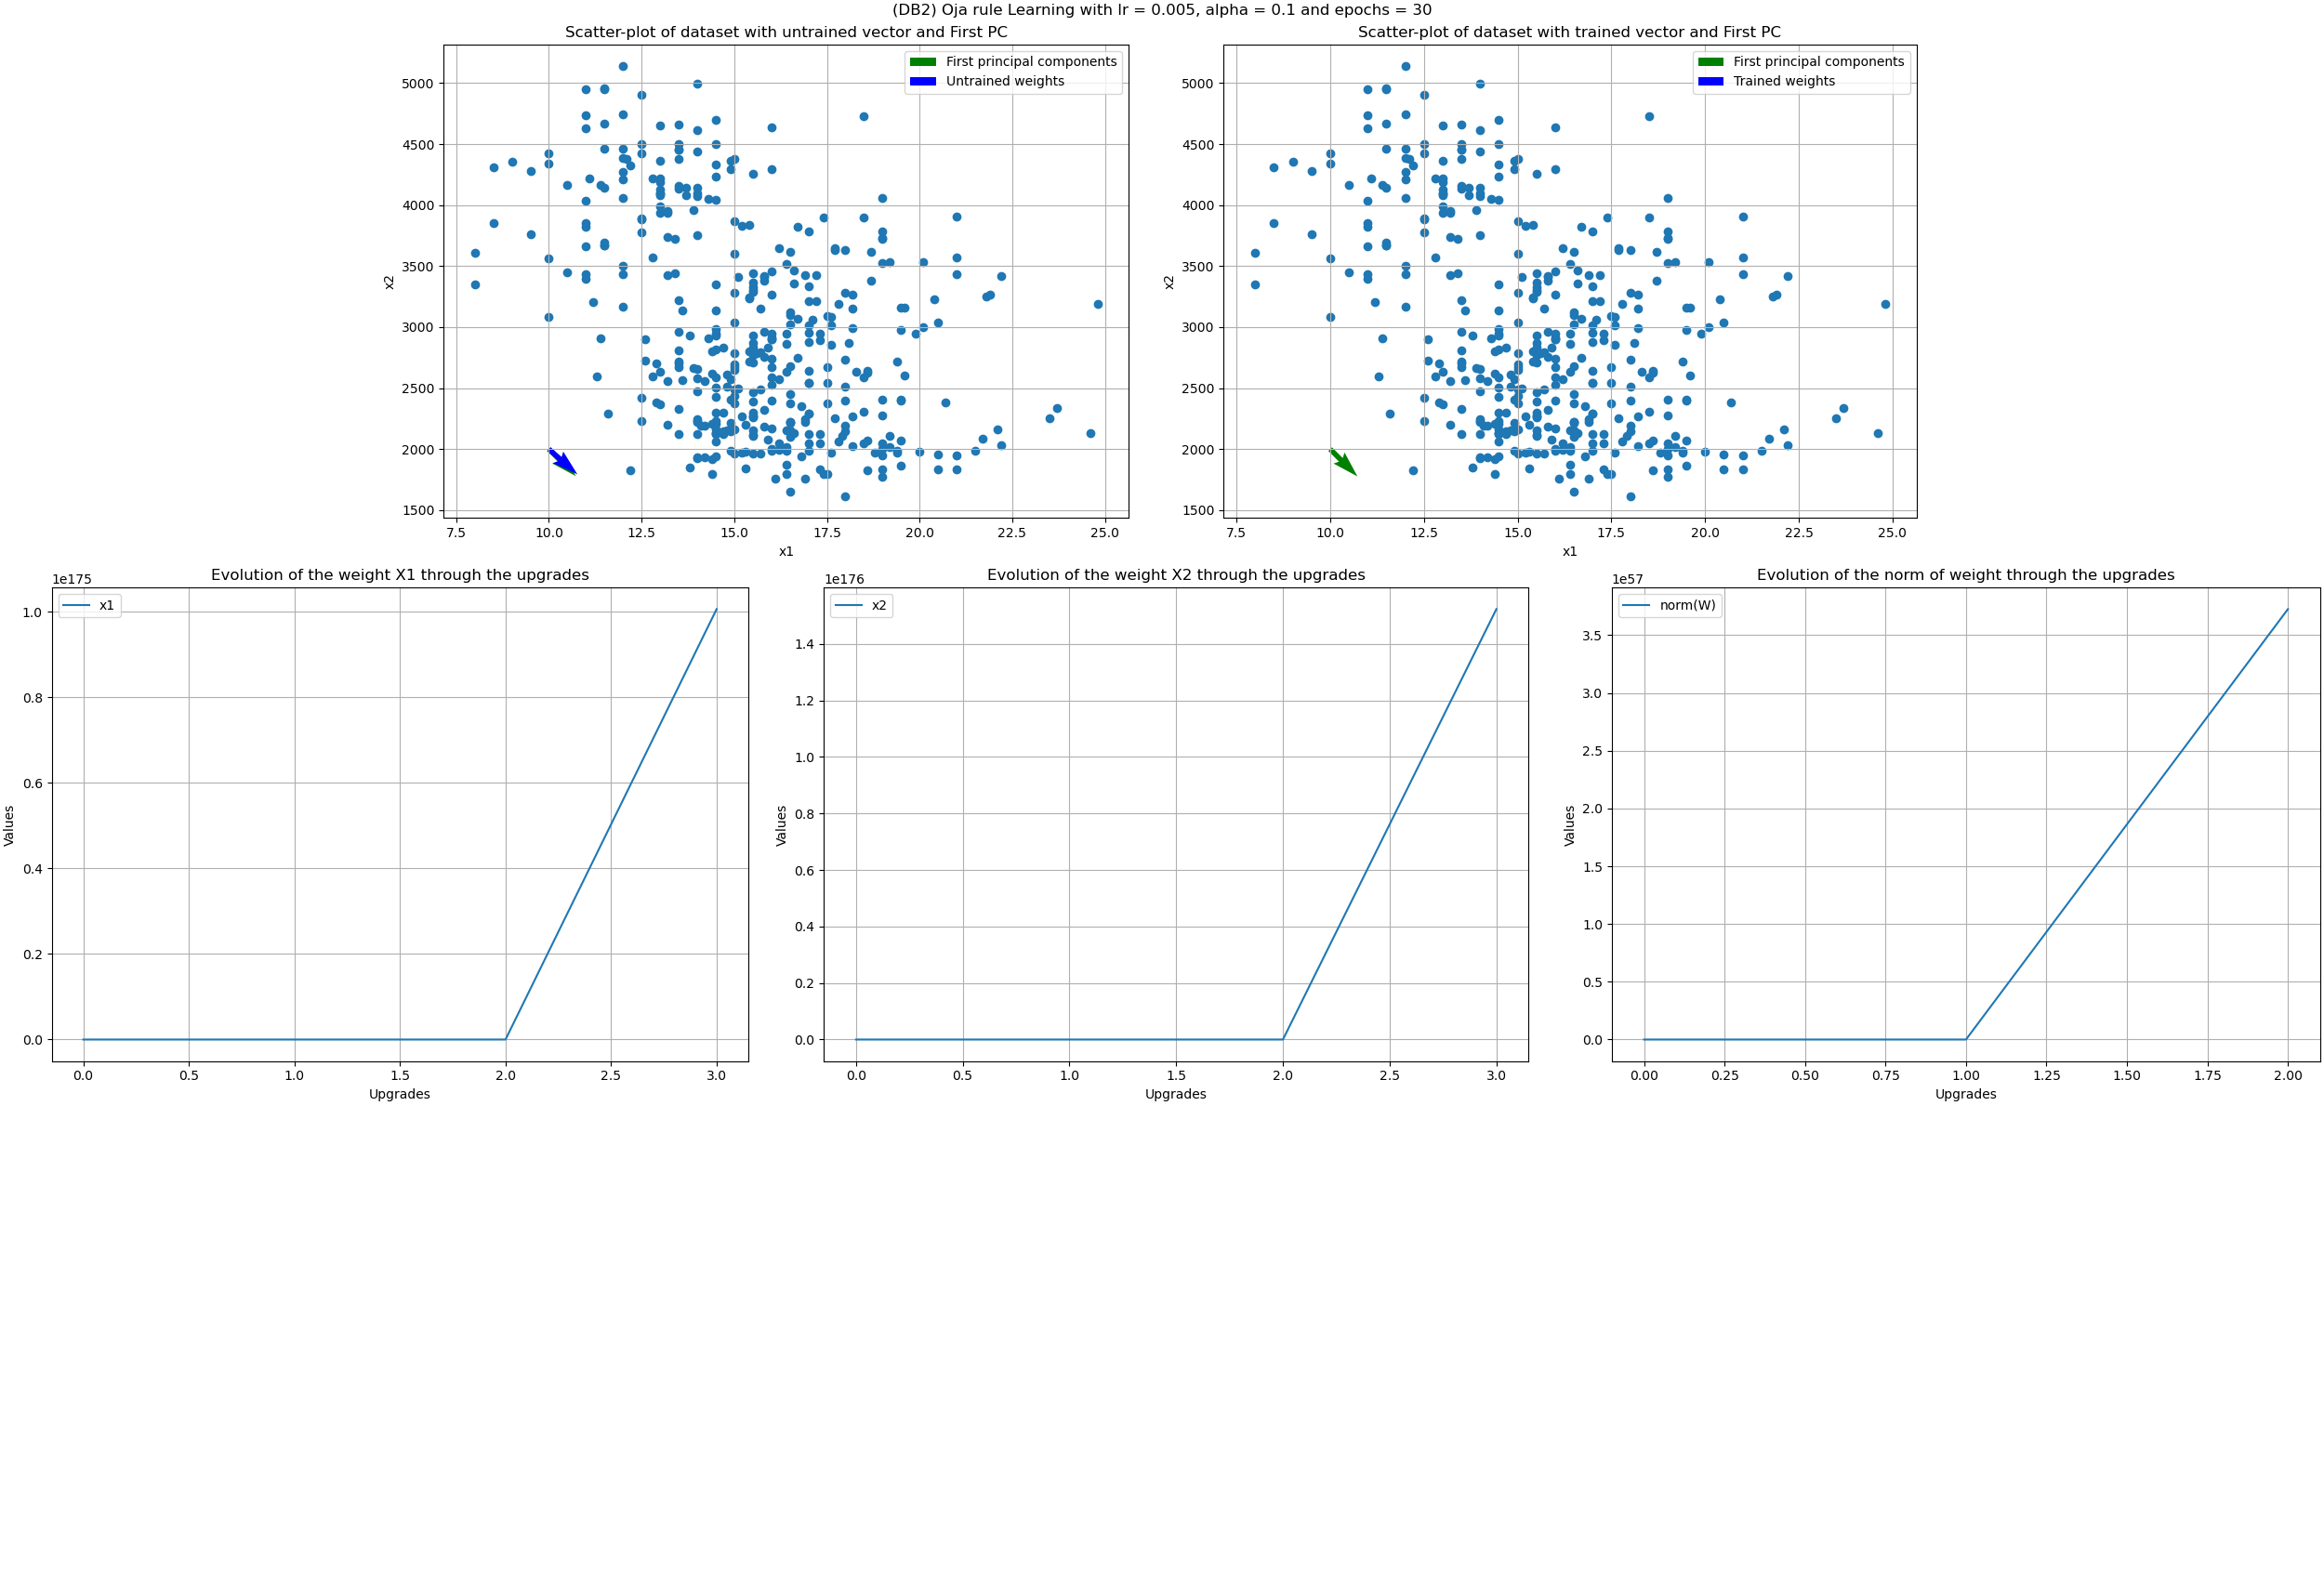 (DB2) Oja rule Learning with lr = 0.005, alpha = 0.1 and epochs = 30
Scatter-plot of dataset with untrained vector and First PC
First principal components
Untrained weights
5000
4500
4000
3500
3000
2500
2000
1500
x2
7.5 10.0 12.5 15.0 17.5 20.0 22.5 25.0
x1
Scatter-plot of dataset with trained vector and First PC
First principal components
Trained weights
5000
4500
4000
3500
3000
2500
2000
1500
x2
7.5 10.0 12.5 15.0 17.5 20.0 22.5 25.0
x1
Evolution of the weight X1 through the upgrades
1e175
x1
1.0
0.8
0.6
0.4
0.2
0.0
Values
0.0 0.5 1.0 1.5 2.0 2.5 3.0
Upgrades
Evolution of the weight X2 through the upgrades
1e176
x2
1.4
1.2
1.0
0.8
0.6
0.4
0.2
0.0
Values
0.0 0.5 1.0 1.5 2.0 2.5 3.0
Upgrades
Evolution of the norm of weight through the upgrades
1e57
norm(W)
3.5
3.0
2.5
2.0
1.5
1.0
0.5
0.0
Values
0.00 0.25 0.50 0.75 1.00 1.25 1.50 1.75 2.00
Upgrades